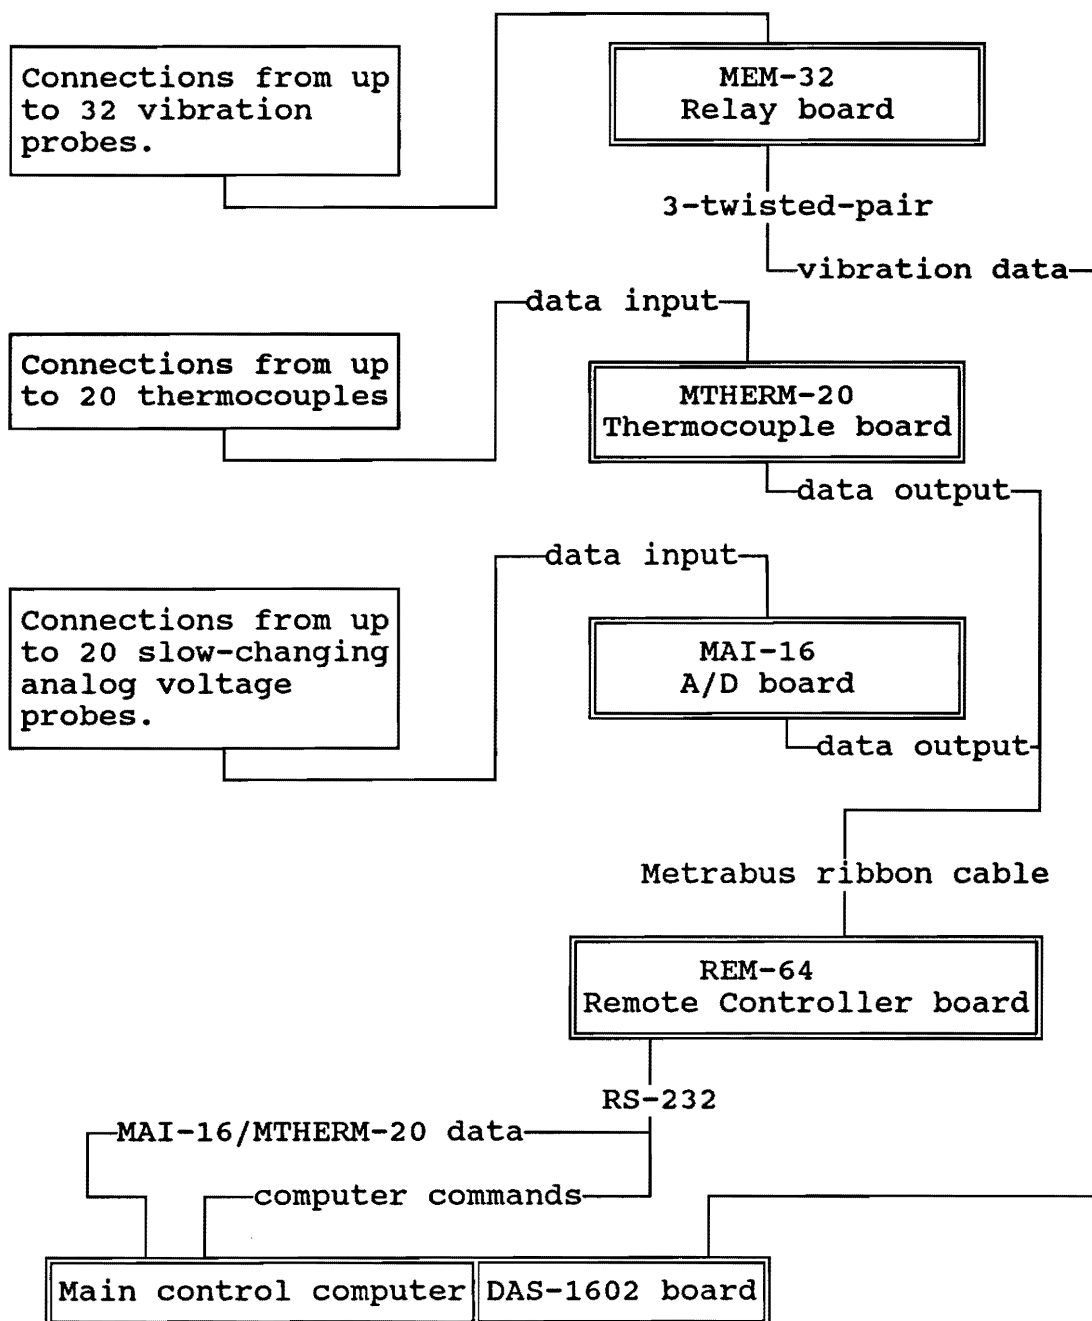 Connections from up
to 32 vibration
probes.
MEM-32
Relay board
3-twisted-pair
vibration data
data input
Connections from up
to 20 thermocouples
MTHERM-20
Thermocouple board
data output
data input
Connections from up
to 20 slow-changing
analog voltage
probes.
MAI-16
A/D board
data output
Metrabus ribbon cable
REM-64
Remote Controller board
RS-232
MAI-16/MTHERM-20 data
computer commands
Main control computer
DAS-1602 board